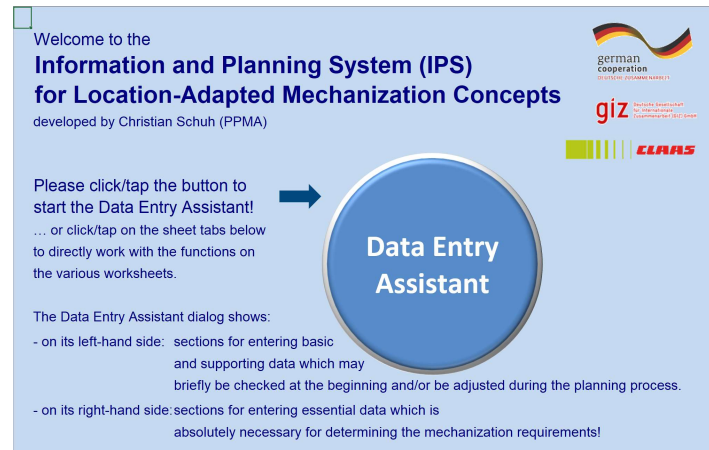 Welcome to the
Information and Planning System (IPS)
for Location-Adapted Mechanization Concepts
developed by Christian Schuh (PPMA)
german
cooperation
DEUTSCHE ZUSAMMENARBEIT
giz
Deutsche Gesellschaft
für Internationale
Zusammenarbeit (GIZ) GmbH
CLAAS
Please click/tap the button to
start the Data Entry Assistant!
… or click/tap on the sheet tabs below
to directly work with the functions on
the various worksheets.
Data Entry
Assistant
The Data Entry Assistant dialog shows:
- on its left-hand side: sections for entering basic
and supporting data which may
briefly be checked at the beginning and/or be adjusted during the planning process.
- on its right-hand side: sections for entering essential data which is
absolutely necessary for determining the mechanization requirements!